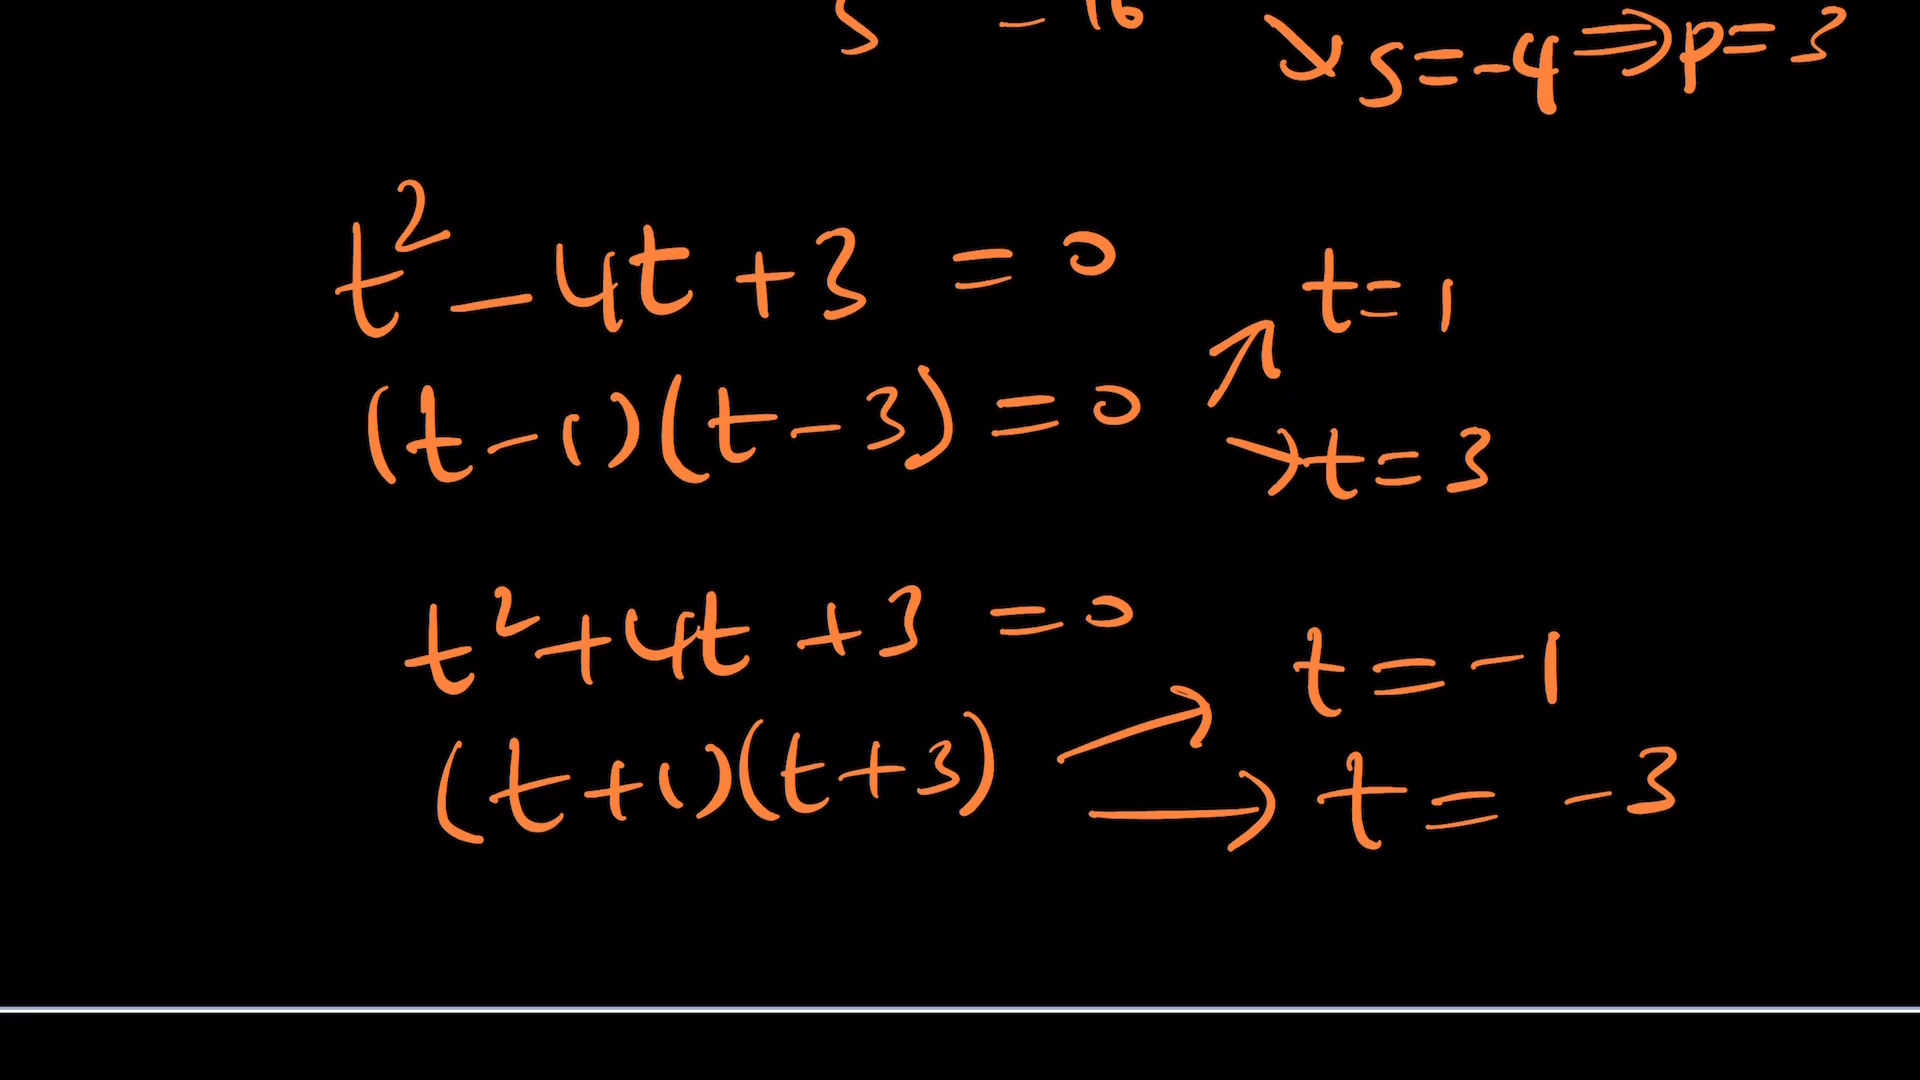 s = 16
↘ s=-4 ⇒ p=3
t² - 4t + 3 = 0
t = 1
(t-1)(t-3) = 0 ↗
→ t = 3
t² + 4t + 3 = 0
t = -1
(t+1)(t+3) ↗
→ t = -3